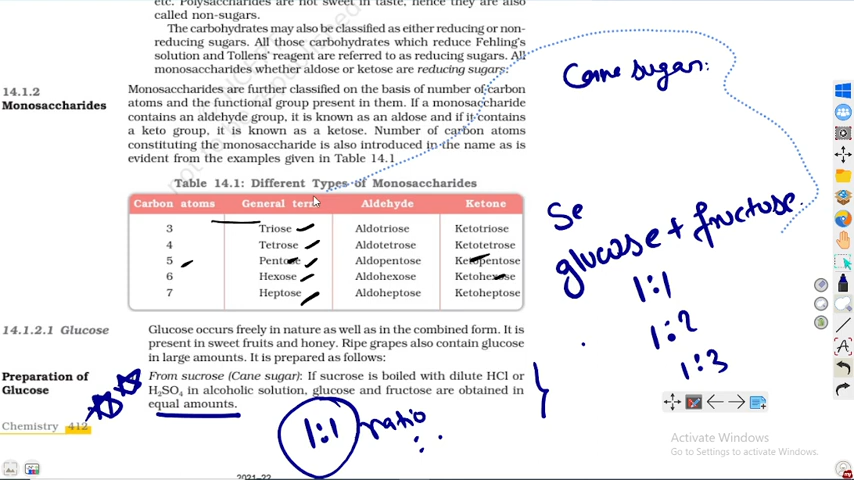 etc. Polysaccharides are not sweet in taste, hence they are also
called non-sugars.
The carbohydrates may also be classified as either reducing or non-
reducing sugars. All those carbohydrates which reduce Fehling's
solution and Tollens' reagent are referred to as reducing sugars. All
monosaccharides whether aldose or ketose are reducing sugars.
Cane sugar:
14.1.2
Monosaccharides
Monosaccharides are further classified on the basis of number of carbon
atoms and the functional group present in them. If a monosaccharide
contains an aldehyde group, it is known as an aldose and if it contains
a keto group, it is known as a ketose. Number of carbon atoms
constituting the monosaccharide is also introduced in the name as is
evident from the examples given in Table 14.1
Table 14.1: Different Types of Monosaccharides
Carbon atoms General term Aldehyde Ketone
3 Triose Aldotriose Ketotriose
4 Tetrose Aldotetrose Ketotetrose
5 Pentose Aldopentose Ketopentose
6 Hexose Aldohexose Ketohexose
7 Heptose Aldoheptose Ketoheptose
Se
glucose + fructose.
1:1
1:2
1:3
14.1.2.1 Glucose
Glucose occurs freely in nature as well as in the combined form. It is
present in sweet fruits and honey. Ripe grapes also contain glucose
in large amounts. It is prepared as follows:
Preparation of
Glucose
From sucrose (Cane sugar): If sucrose is boiled with dilute HCl or
H₂SO₄ in alcoholic solution, glucose and fructose are obtained in
equal amounts.
1:1 ratio
Chemistry 412
2021-22
Activate Windows
Go to Settings to activate Windows.